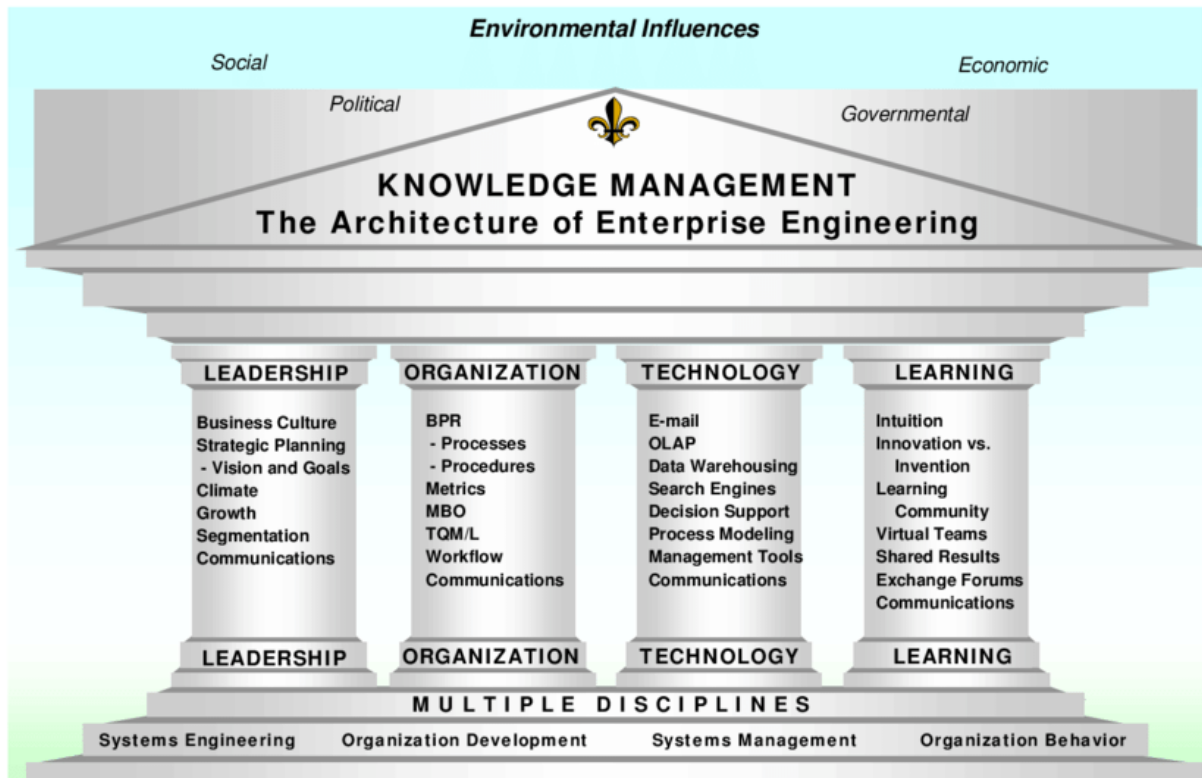 Environmental Influences
Social
Economic
Political
Governmental
KNOWLEDGE MANAGEMENT
The Architecture of Enterprise Engineering
LEADERSHIP
Business Culture
Strategic Planning
- Vision and Goals
Climate
Growth
Segmentation
Communications
LEADERSHIP
ORGANIZATION
BPR
- Processes
- Procedures
Metrics
MBO
TQM/L
Workflow
Communications
ORGANIZATION
TECHNOLOGY
E-mail
OLAP
Data Warehousing
Search Engines
Decision Support
Process Modeling
Management Tools
Communications
TECHNOLOGY
LEARNING
Intuition
Innovation vs.
Invention
Learning
Community
Virtual Teams
Shared Results
Exchange Forums
Communications
LEARNING
MULTIPLE DISCIPLINES
Systems Engineering
Organization Development
Systems Management
Organization Behavior